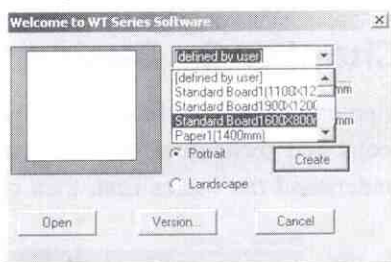 Welcome to WT Series Software
[defined by user]
[defined by user]
Standard Board1(1100X12
mm
Standard Board1900X1200
Standard Board1600X800
mm
Paper1(1400mm)
Portrait
Create
Landscape
Open
Version...
Cancel